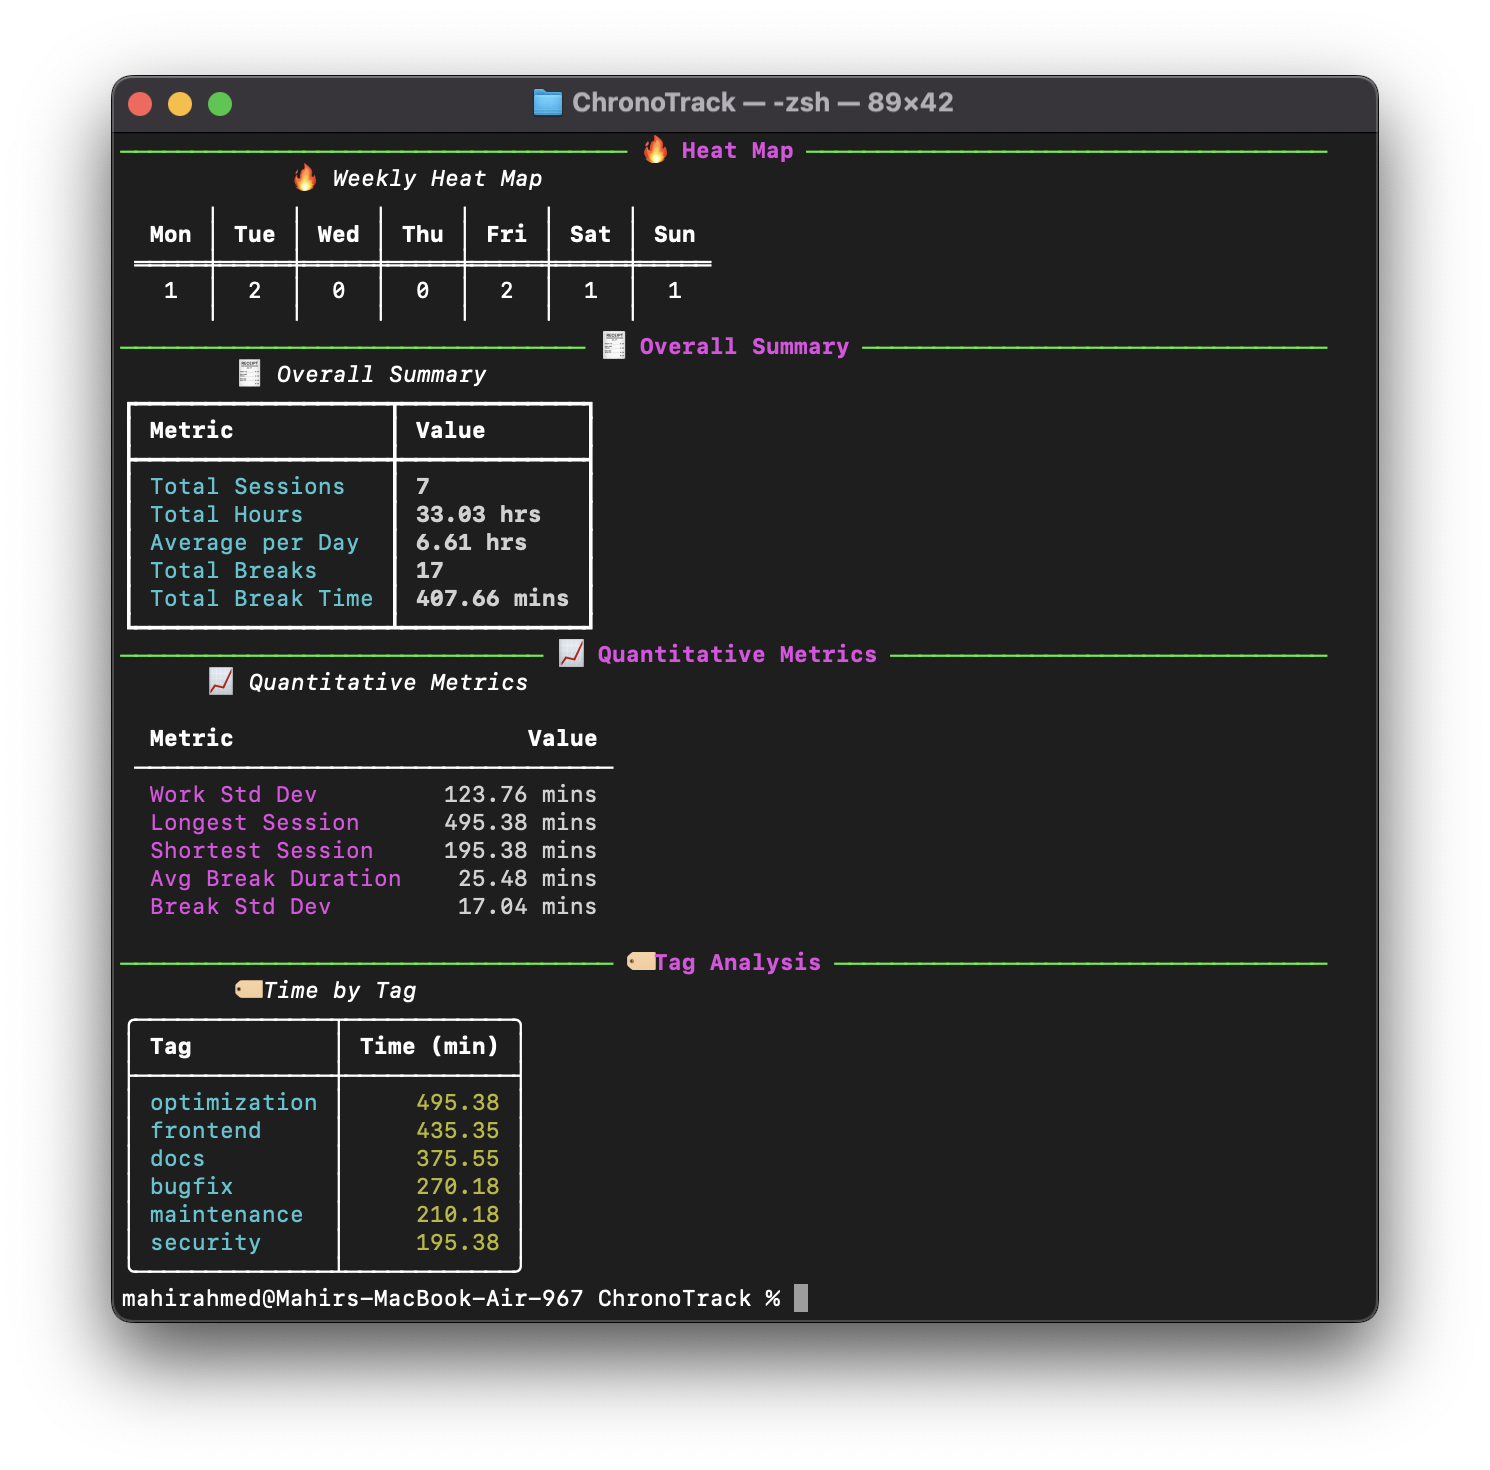 ChronoTrack — -zsh — 89×42
🔥 Heat Map
🔥 Weekly Heat Map
Mon Tue Wed Thu Fri Sat Sun
1 2 0 0 2 1 1
🧾 Overall Summary
🧾 Overall Summary
Metric Value
Total Sessions 7
Total Hours 33.03 hrs
Average per Day 6.61 hrs
Total Breaks 17
Total Break Time 407.66 mins
📈 Quantitative Metrics
📈 Quantitative Metrics
Metric Value
Work Std Dev 123.76 mins
Longest Session 495.38 mins
Shortest Session 195.38 mins
Avg Break Duration 25.48 mins
Break Std Dev 17.04 mins
🏷️Tag Analysis
🏷️Time by Tag
Tag Time (min)
optimization 495.38
frontend 435.35
docs 375.55
bugfix 270.18
maintenance 210.18
security 195.38
mahirahmed@Mahirs-MacBook-Air-967 ChronoTrack %